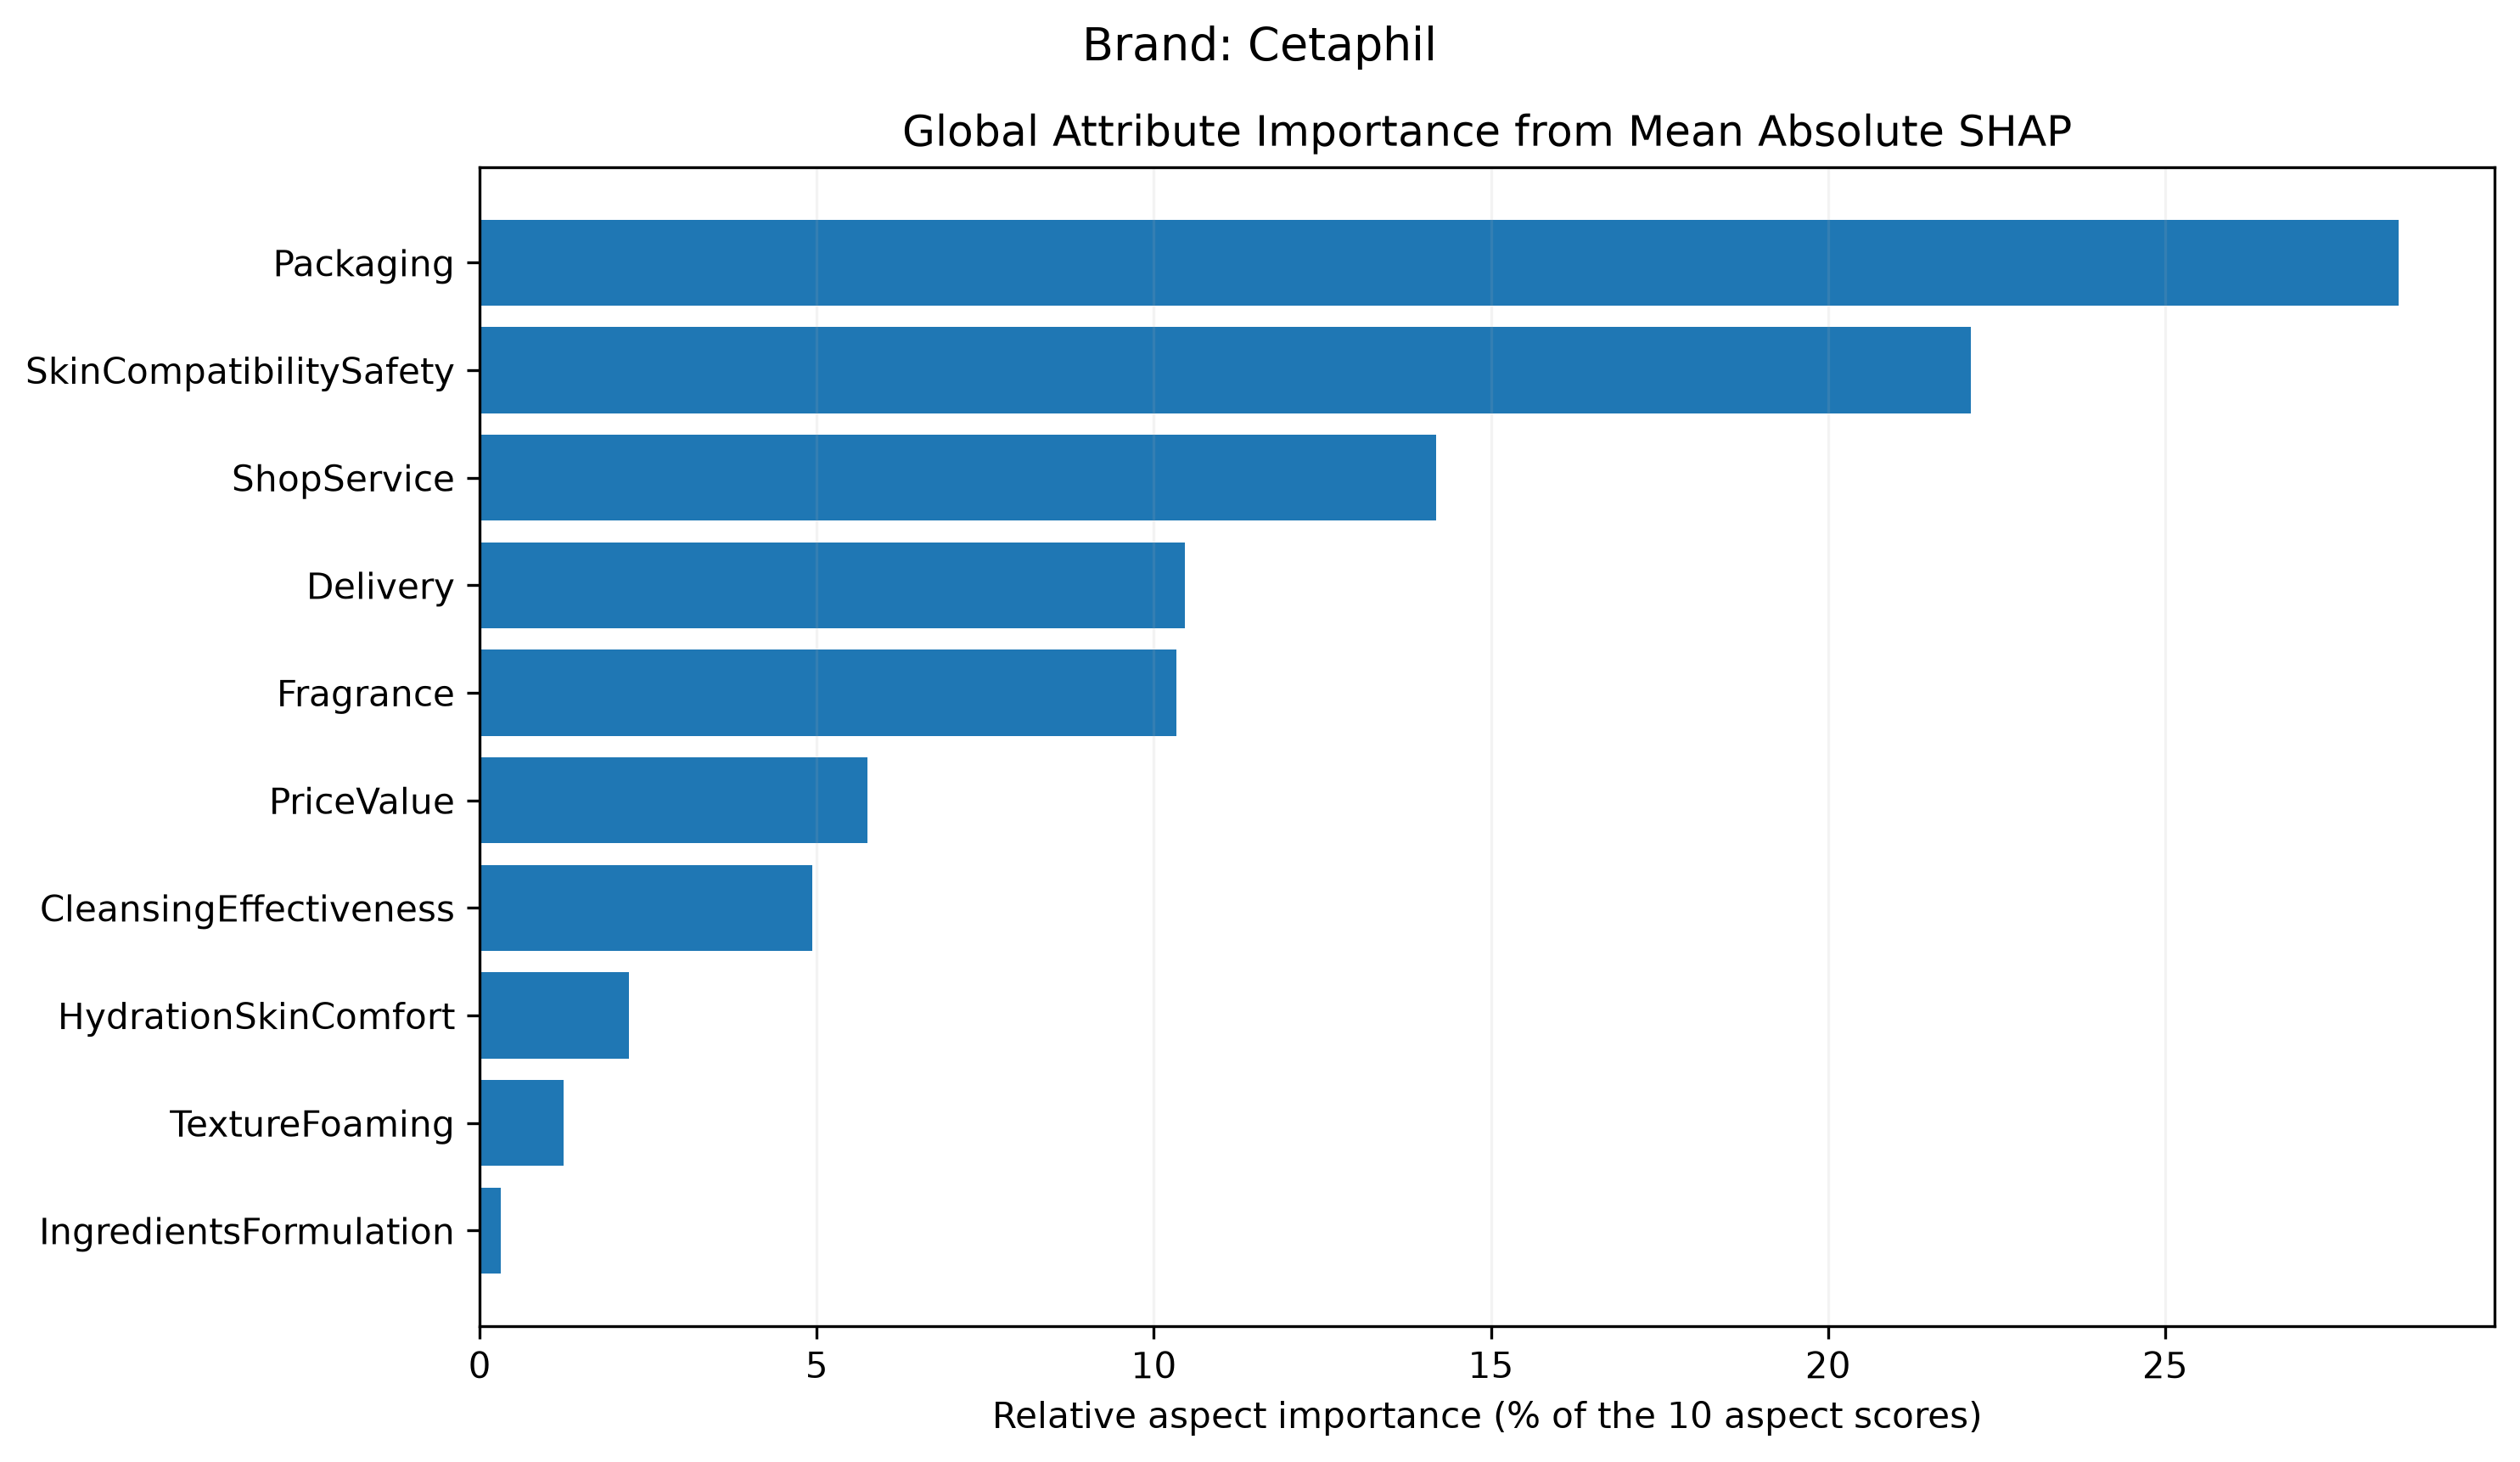 Brand: Cetaphil
Global Attribute Importance from Mean Absolute SHAP
Packaging
SkinCompatibilitySafety
ShopService
Delivery
Fragrance
PriceValue
CleansingEffectiveness
HydrationSkinComfort
TextureFoaming
IngredientsFormulation
0 5 10 15 20 25
Relative aspect importance (% of the 10 aspect scores)